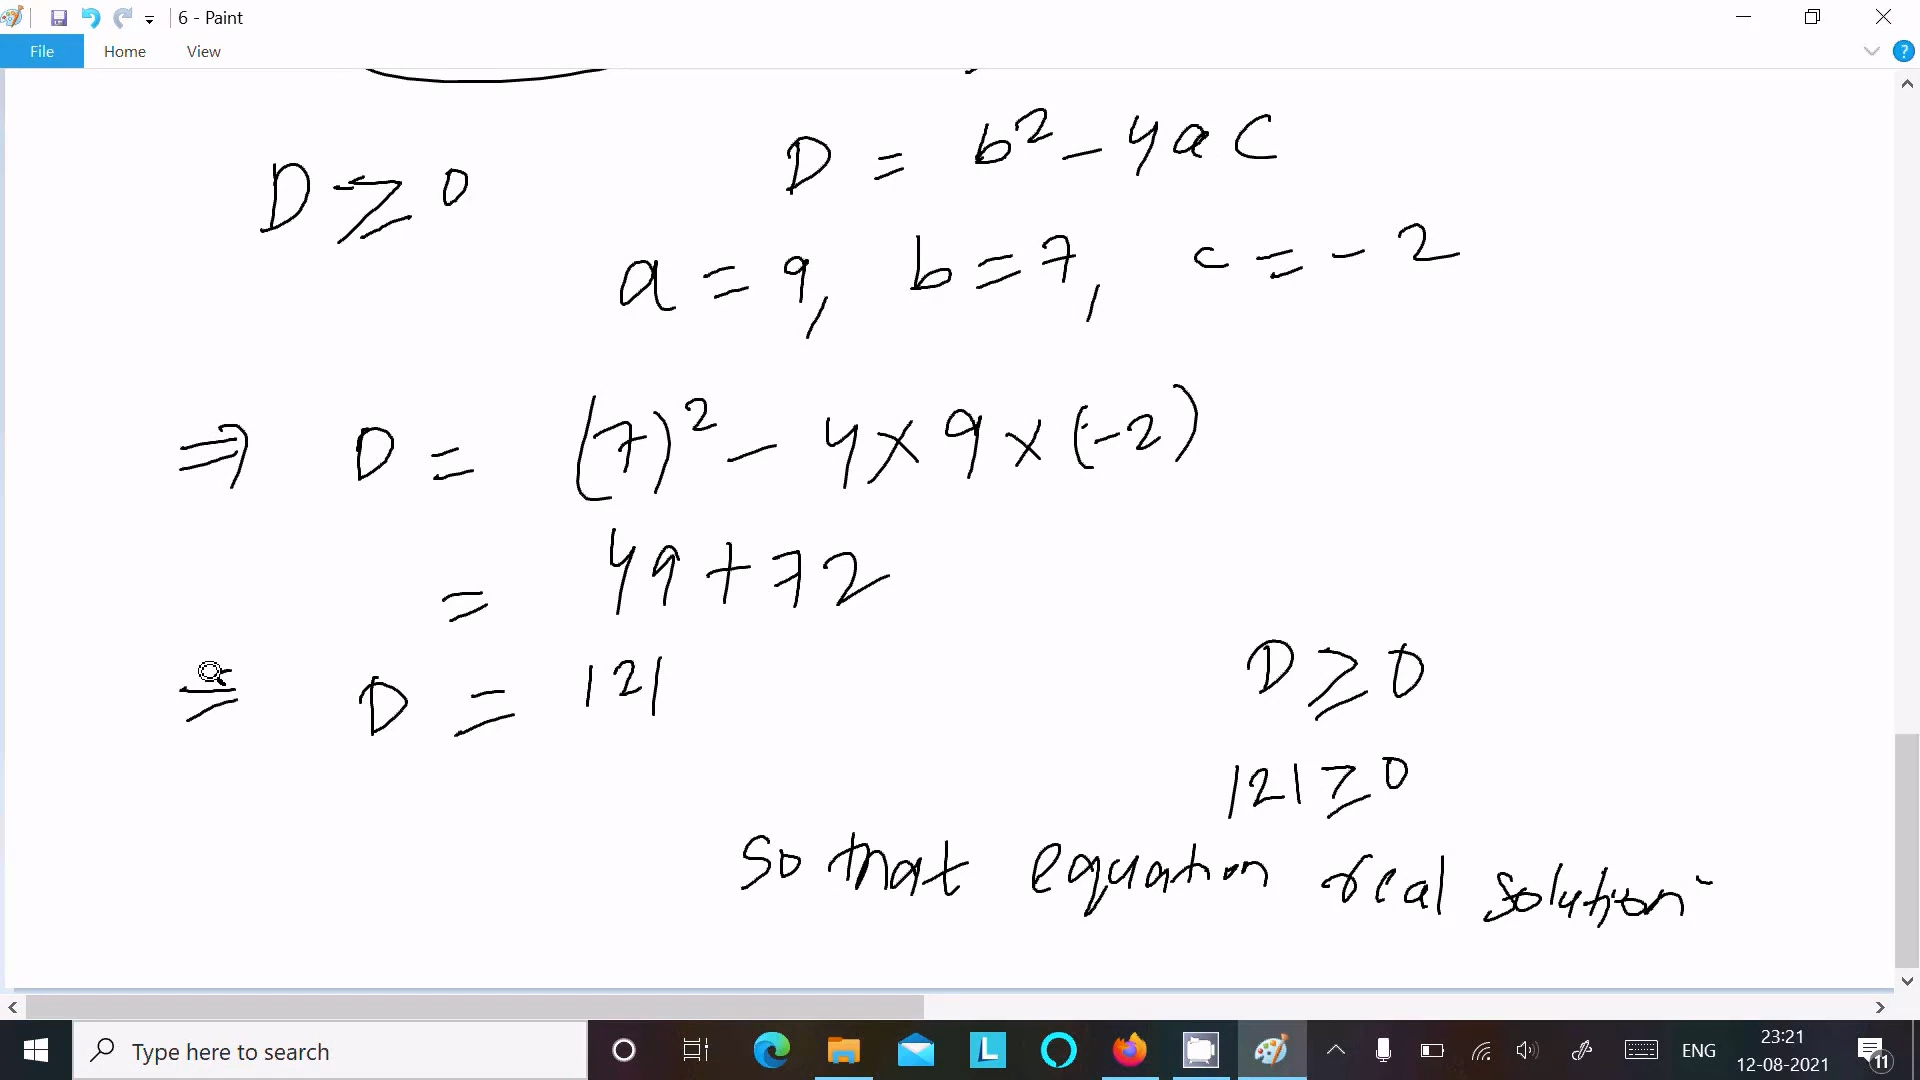 6 - Paint
File Home View
D = b² - 4ac
D ≥ 0
a = 9, b = 7, c = -2
⇒ D = (7)² - 4 × 9 × (-2)
= 49 + 72
= D = 121
D ≥ 0
121 ≥ 0
So that equation real solution
Type here to search
ENG
23:21
12-08-2021
11